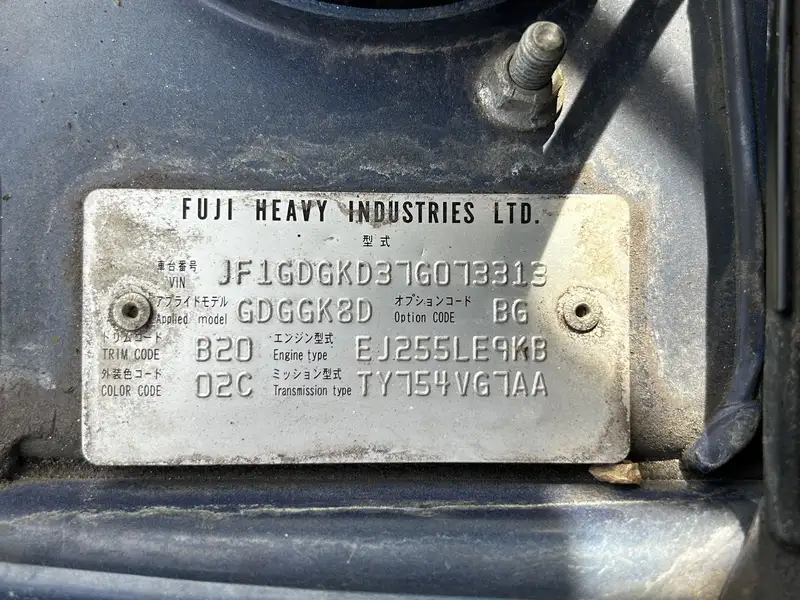 FUJI HEAVY INDUSTRIES LTD.
型式
車台番号 VIN JF1GDGKD37G073313
アプライドモデル Applied model GDGGK8D オプションコード Option CODE BG
トリムコード TRIM CODE B20 エンジン型式 Engine type EJ255LE9KB
外装色コード COLOR CODE 02C ミッション型式 Transmission type TY754VG7AA